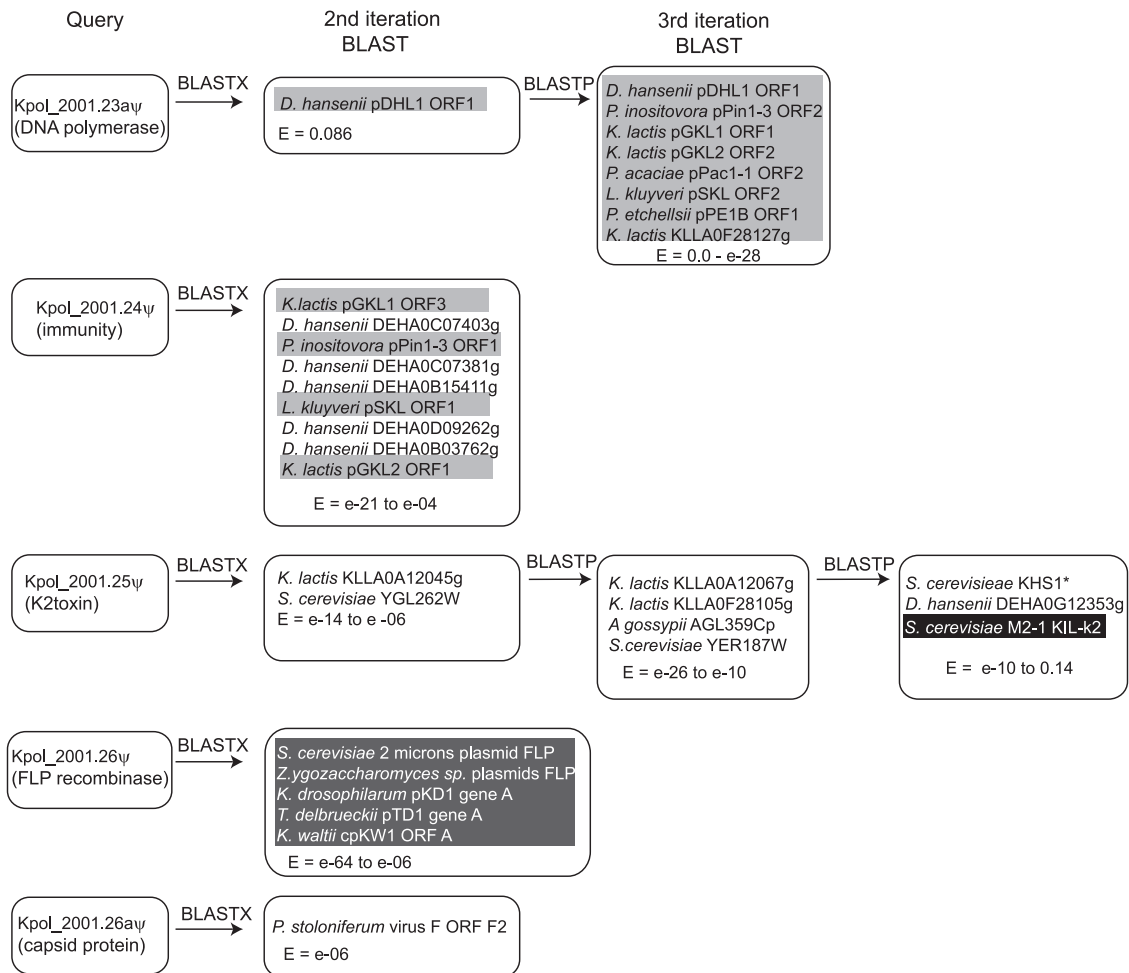 Query
2nd iteration
BLAST
3rd iteration
BLAST
Kpol_2001.23aψ
(DNA polymerase)
BLASTX
D. hansenii pDHL1 ORF1
E = 0.086
BLASTP
D. hansenii pDHL1 ORF1
P. inositovora pPin1-3 ORF2
K. lactis pGKL1 ORF1
K. lactis pGKL2 ORF2
P. acaciae pPac1-1 ORF2
L. kluyveri pSKL ORF2
P. etchellsii pPE1B ORF1
K. lactis KLLA0F28127g
E = 0.0 - e-28
Kpol_2001.24ψ
(immunity)
BLASTX
K.lactis pGKL1 ORF3
D. hansenii DEHA0C07403g
P. inositovora pPin1-3 ORF1
D. hansenii DEHA0C07381g
D. hansenii DEHA0B15411g
L. kluyveri pSKL ORF1
D. hansenii DEHA0D09262g
D. hansenii DEHA0B03762g
K. lactis pGKL2 ORF1
E = e-21 to e-04
Kpol_2001.25ψ
(K2toxin)
BLASTX
K. lactis KLLA0A12045g
S. cerevisiae YGL262W
E = e-14 to e -06
BLASTP
K. lactis KLLA0A12067g
K. lactis KLLA0F28105g
A gossypii AGL359Cp
S.cerevisiae YER187W
E = e-26 to e-10
BLASTP
S. cerevisieae KHS1*
D. hansenii DEHA0G12353g
S. cerevisiae M2-1 KIL-k2
E = e-10 to 0.14
Kpol_2001.26ψ
(FLP recombinase)
BLASTX
S. cerevisiae 2 microns plasmid FLP
Z.ygozaccharomyces sp. plasmids FLP
K. drosophilarum pKD1 gene A
T. delbrueckii pTD1 gene A
K. waltii cpKW1 ORF A
E = e-64 to e-06
Kpol_2001.26aψ
(capsid protein)
BLASTX
P. stoloniferum virus F ORF F2
E = e-06